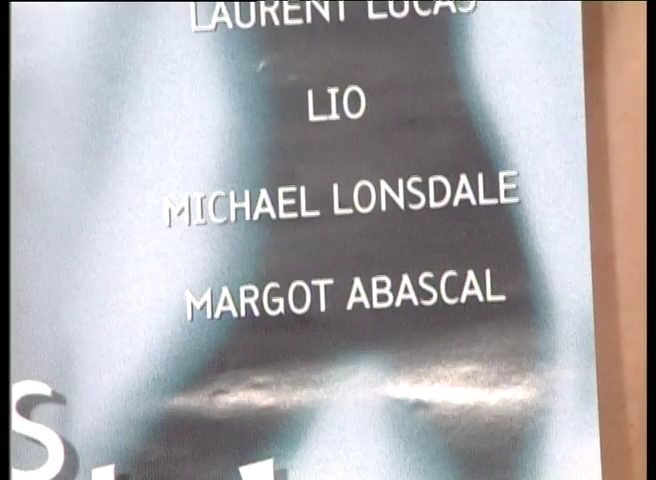 LAURENT LUCAS
LIO
MICHAEL LONSDALE
MARGOT ABASCAL